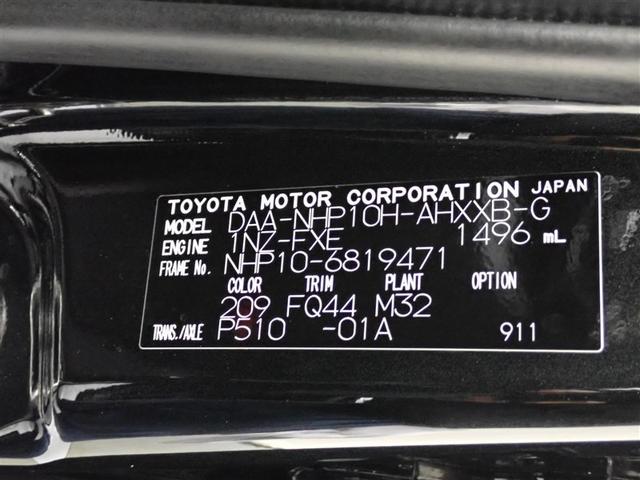 TOYOTA MOTOR CORPORATION JAPAN
MODEL DAA-NHP10H-AHXXB-G
ENGINE 1NZ-FXE 1496 mL
FRAME No. NHP10-6819471
COLOR TRIM PLANT OPTION
209 FQ44 M32
TRANS./AXLE P510 -01A 911